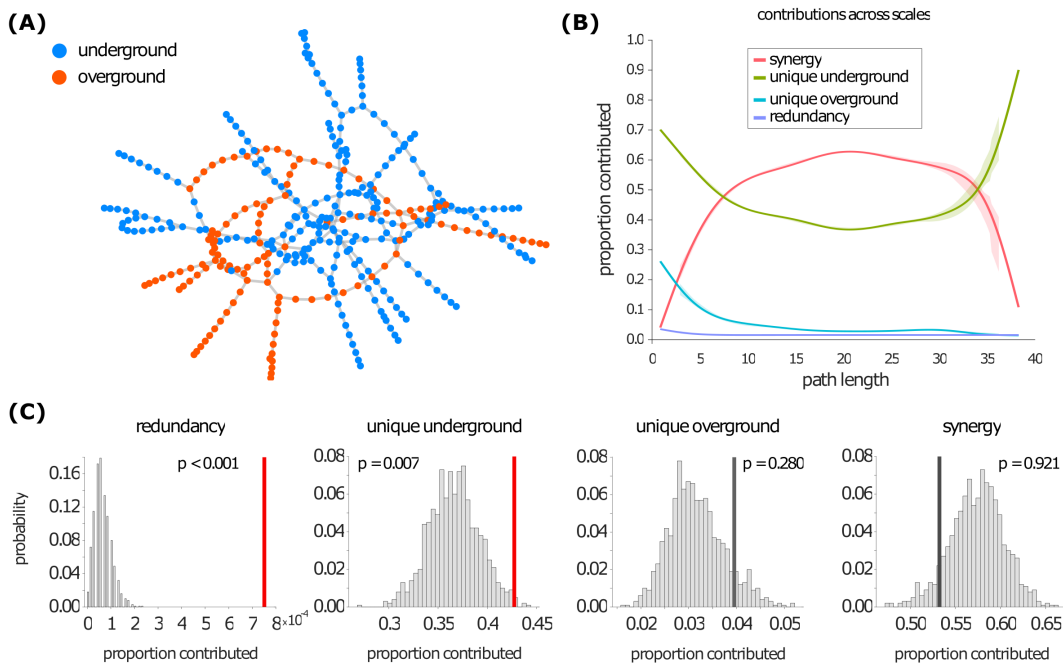 (A)
underground
overground
(B)
contributions across scales
synergy
unique underground
unique overground
redundancy
proportion contributed
1.0
0.9
0.8
0.7
0.6
0.5
0.4
0.3
0.2
0.1
0.0
0 5 10 15 20 25 30 35 40
path length
(C)
redundancy
p < 0.001
probability
0.16
0.12
0.08
0.04
0.00
0 1 2 3 4 5 6 7 8 ×10⁻⁴
proportion contributed
unique underground
p = 0.007
0.08
0.06
0.04
0.02
0.00
0.3 0.35 0.4 0.45
proportion contributed
unique overground
p = 0.280
0.08
0.06
0.04
0.02
0.00
0.02 0.03 0.04 0.05
proportion contributed
synergy
p = 0.921
0.08
0.06
0.04
0.02
0.00
0.50 0.55 0.60 0.65
proportion contributed